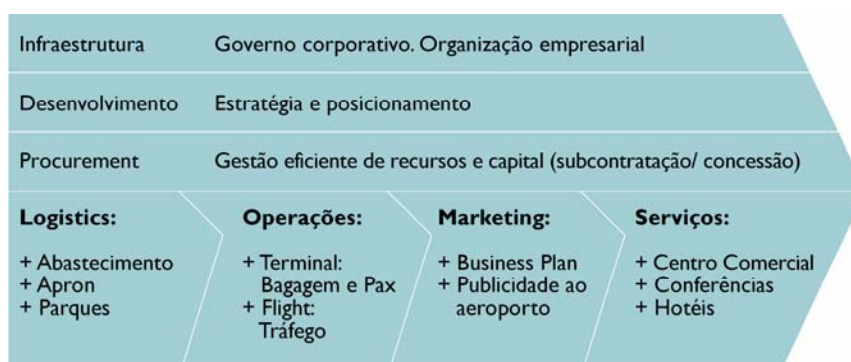 Infraestrutura Governo corporativo. Organização empresarial
Desenvolvimento Estratégia e posicionamento
Procurement Gestão eficiente de recursos e capital (subcontratação/ concessão)
Logistics:
+ Abastecimento
+ Apron
+ Parques
Operações:
+ Terminal:
Bagagem e Pax
+ Flight:
Tráfego
Marketing:
+ Business Plan
+ Publicidade ao
aeroporto
Serviços:
+ Centro Comercial
+ Conferências
+ Hotéis